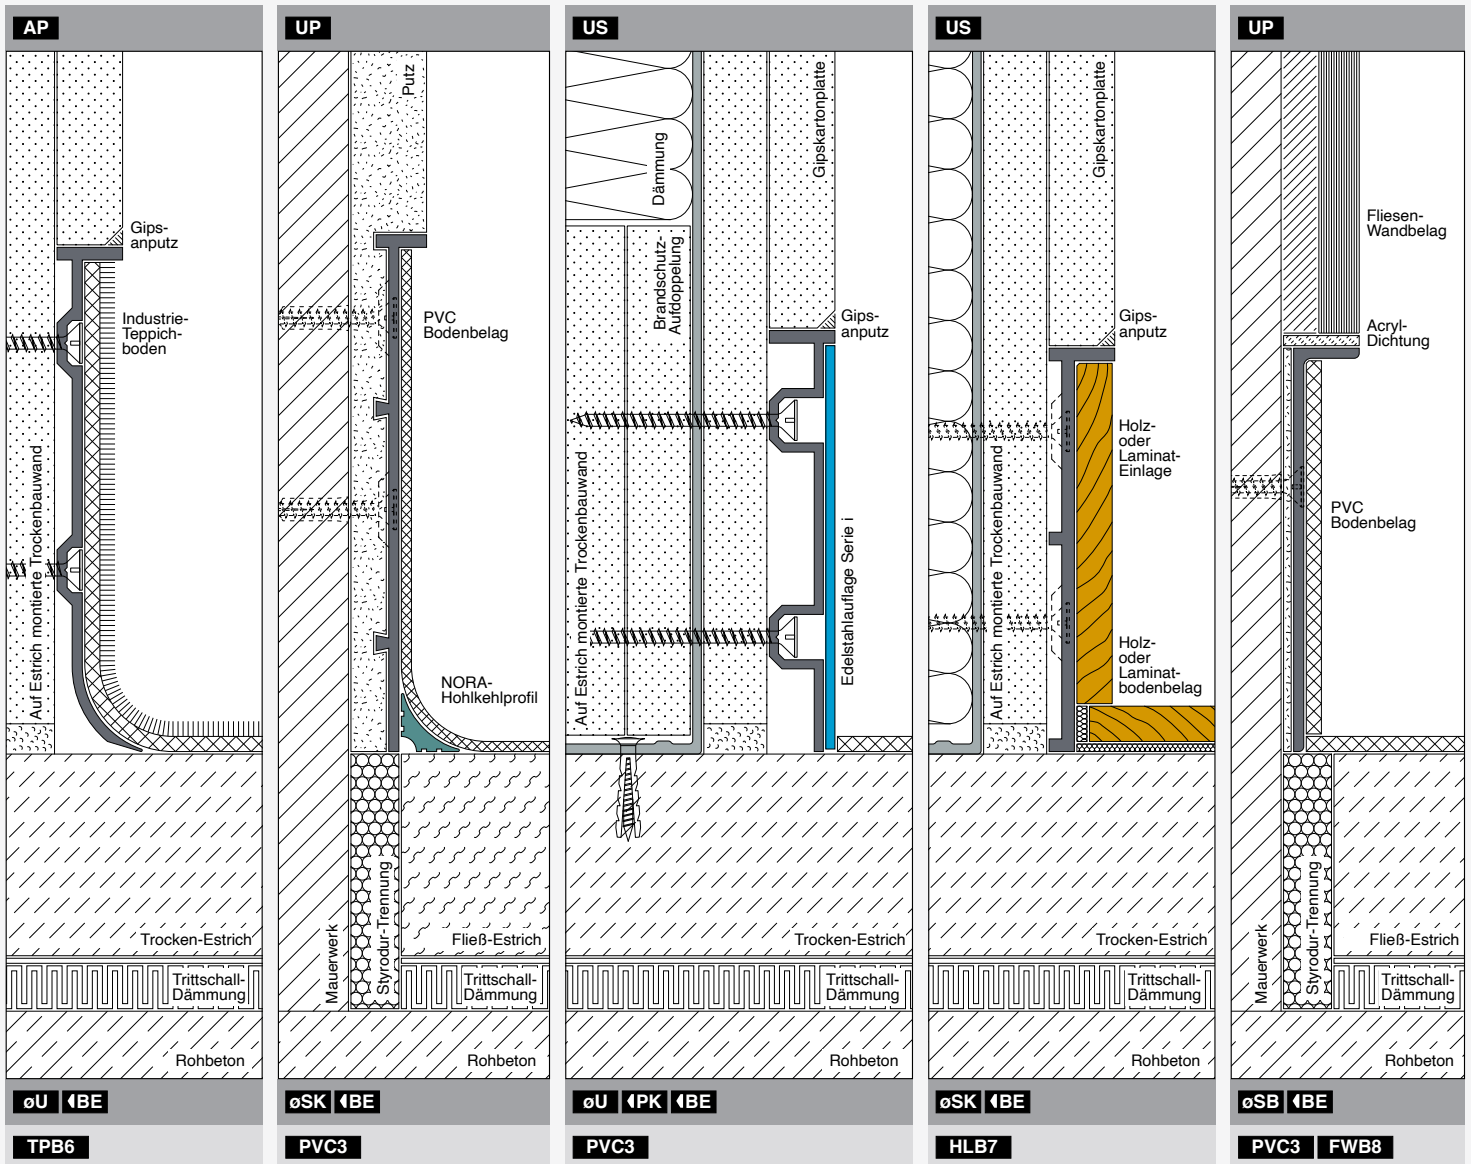 AP
Gips-
anputz
Industrie-
Teppich-
boden
Auf Estrich montierte Trockenbauwand
Trocken-Estrich
Trittschall-
Dämmung
Rohbeton
øU BE
TPB6
UP
Putz
PVC
Bodenbelag
NORA-
Hohlkehlprofil
Mauerwerk
Styrodur-Trennung
Fließ-Estrich
Trittschall-
Dämmung
Rohbeton
øSK BE
PVC3
US
Dämmung
Gipskartonplatte
Brandschutz-
Aufdoppelung
Gips-
anputz
Auf Estrich montierte Trockenbauwand
Edelstahlauflage Serie i
Trocken-Estrich
Trittschall-
Dämmung
Rohbeton
øU PK BE
PVC3
US
Gipskartonplatte
Gips-
anputz
Holz-
oder
Laminat-
Einlage
Auf Estrich montierte Trockenbauwand
Holz-
oder
Laminat-
bodenbelag
Trocken-Estrich
Trittschall-
Dämmung
Rohbeton
øSK BE
HLB7
UP
Fliesen-
Wandbelag
Acryl-
Dichtung
PVC
Bodenbelag
Mauerwerk
Styrodur-Trennung
Fließ-Estrich
Trittschall-
Dämmung
Rohbeton
øSB BE
PVC3 FWB8